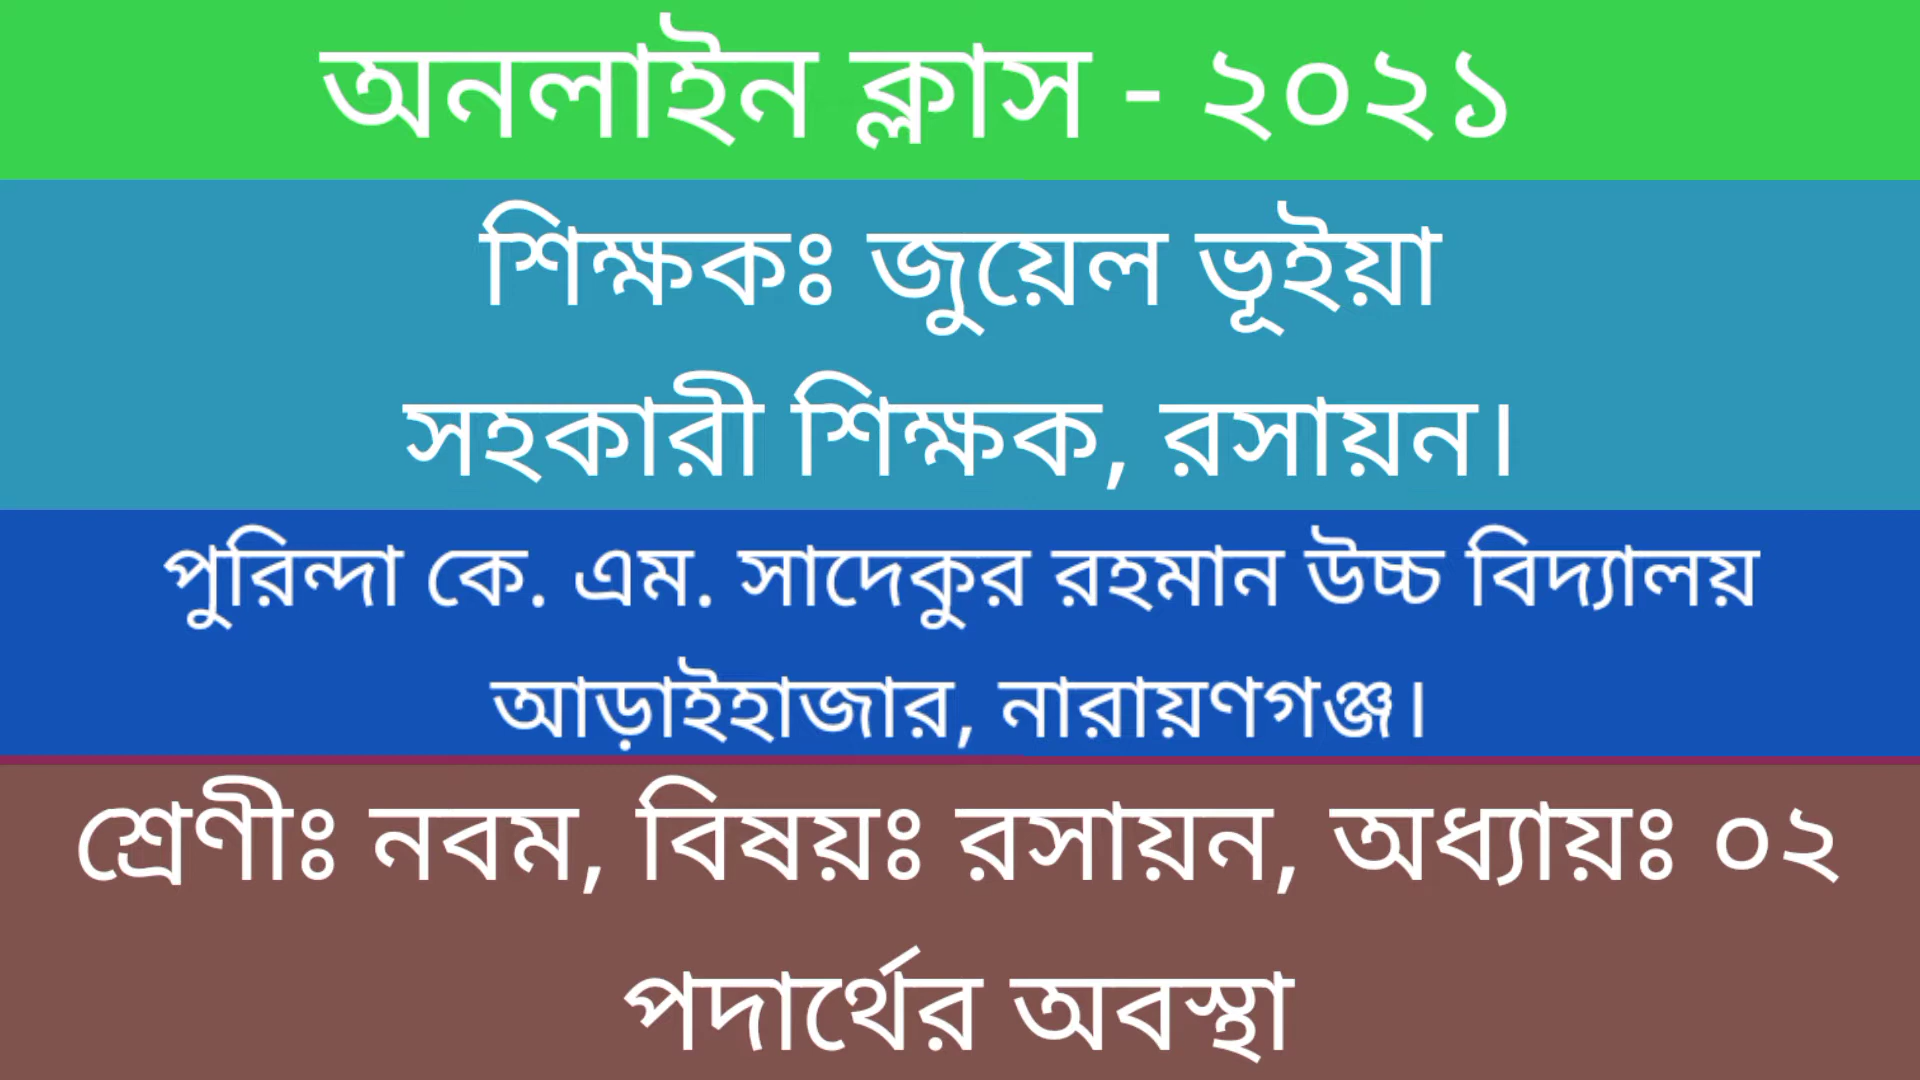 অনলাইন ক্লাস - ২০২১
শিক্ষকঃ জুয়েল ভূইয়া
সহকারী শিক্ষক, রসায়ন।
পুরিন্দা কে. এম. সাদেকুর রহমান উচ্চ বিদ্যালয়
আড়াইহাজার, নারায়ণগঞ্জ।
শ্রেণীঃ নবম, বিষয়ঃ রসায়ন, অধ্যায়ঃ ০২
পদার্থের অবস্থা